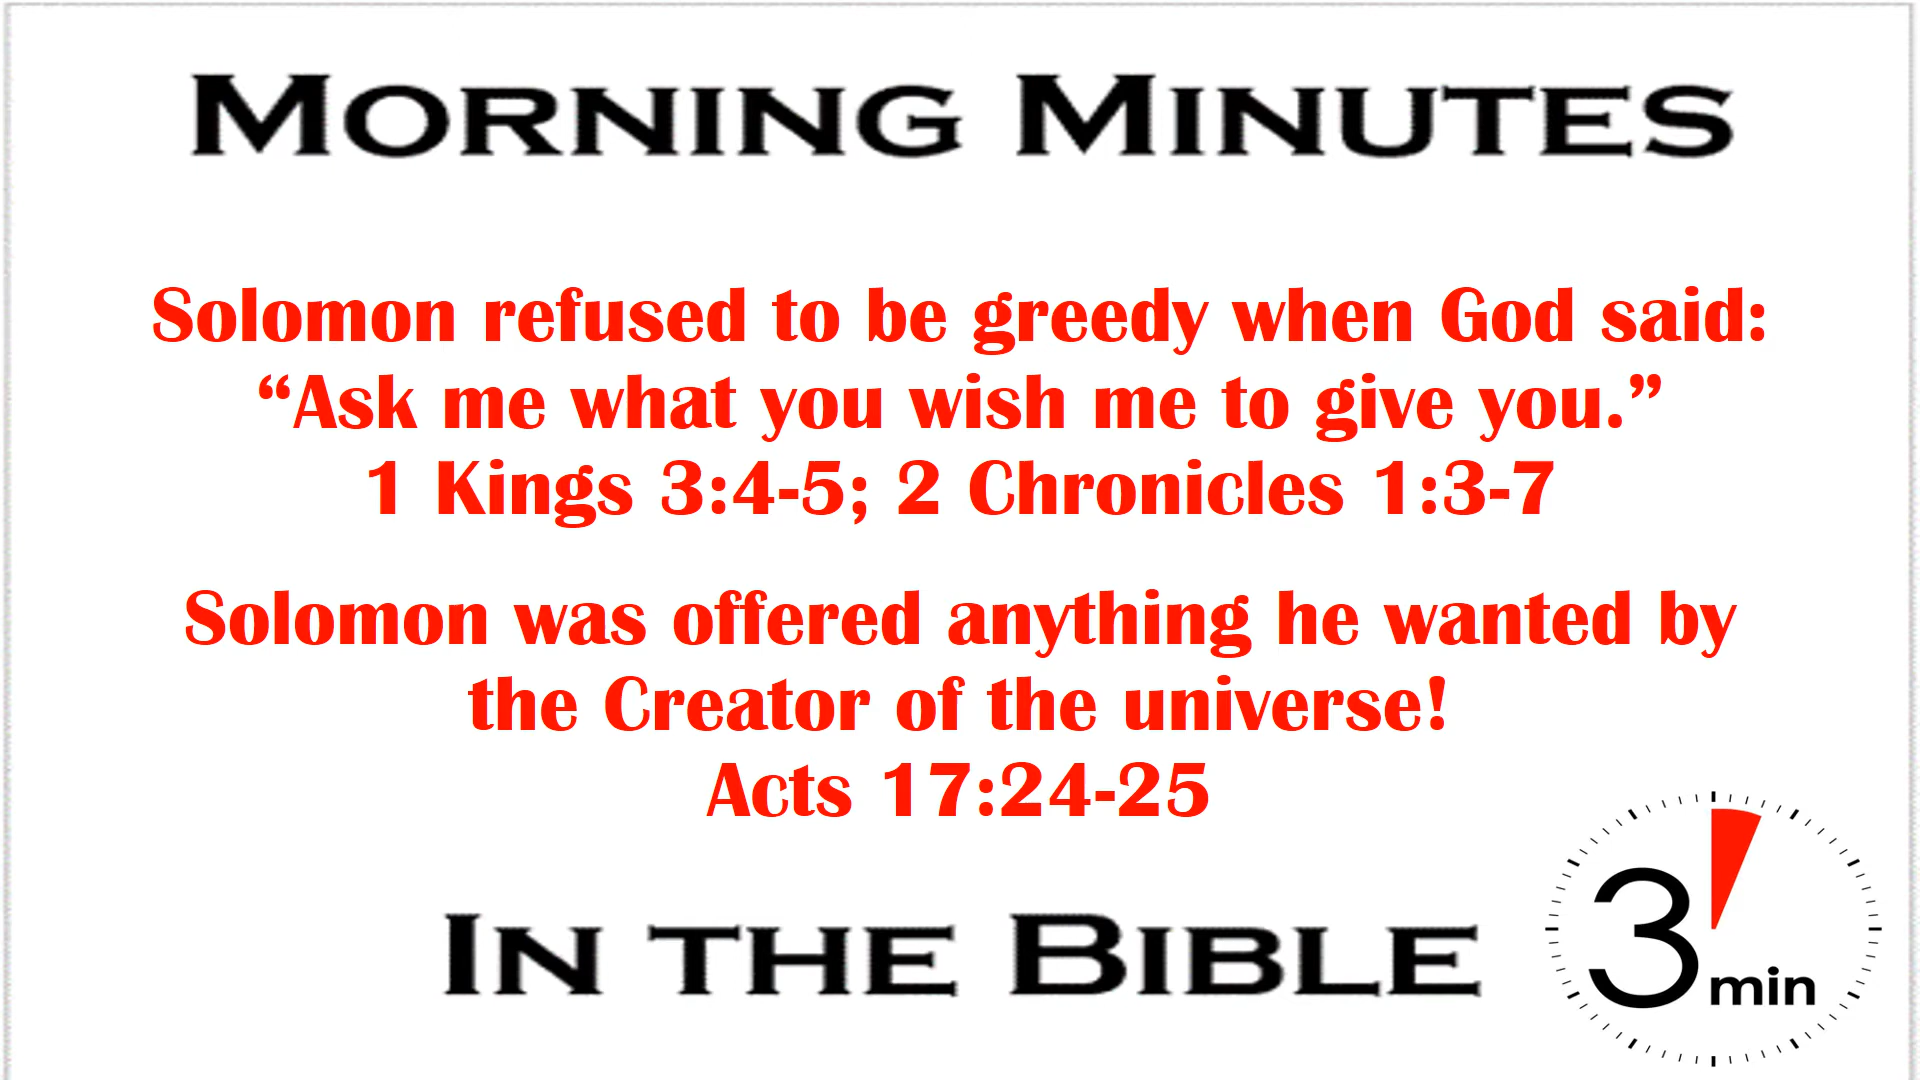 MORNING MINUTES
Solomon refused to be greedy when God said:
“Ask me what you wish me to give you.”
1 Kings 3:4-5; 2 Chronicles 1:3-7
Solomon was offered anything he wanted by
the Creator of the universe!
Acts 17:24-25
IN THE BIBLE
3 min